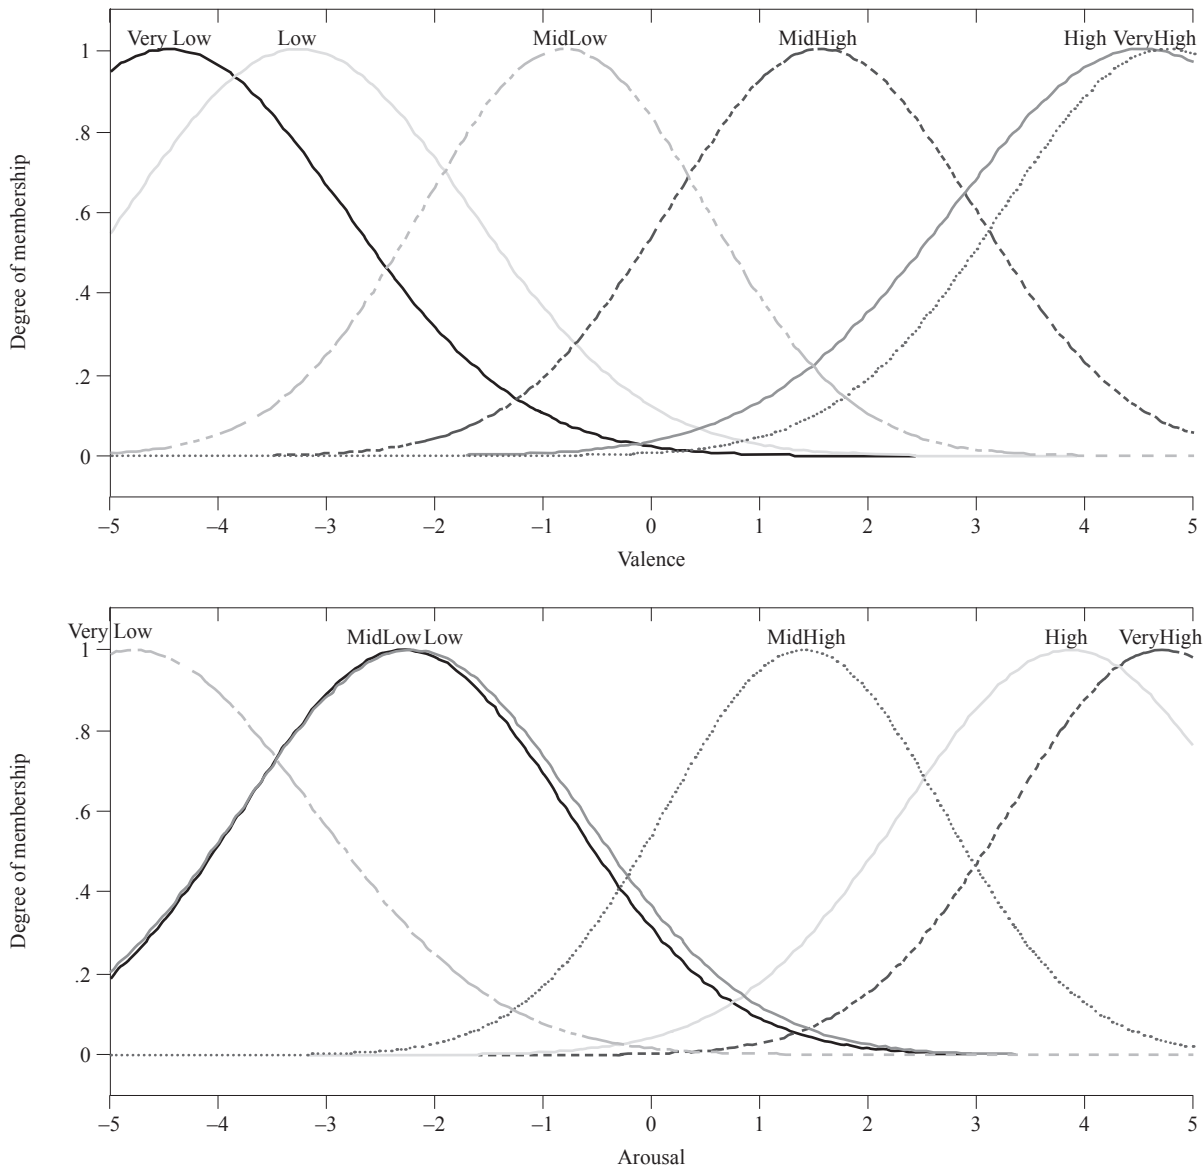 Very Low Low MidLow MidHigh High VeryHigh
1
.8
.6
.4
.2
0
Degree of membership
–5 –4 –3 –2 –1 0 1 2 3 4 5
Valence
Very Low MidLow Low MidHigh High VeryHigh
1
.8
.6
.4
.2
0
Degree of membership
–5 –4 –3 –2 –1 0 1 2 3 4 5
Arousal